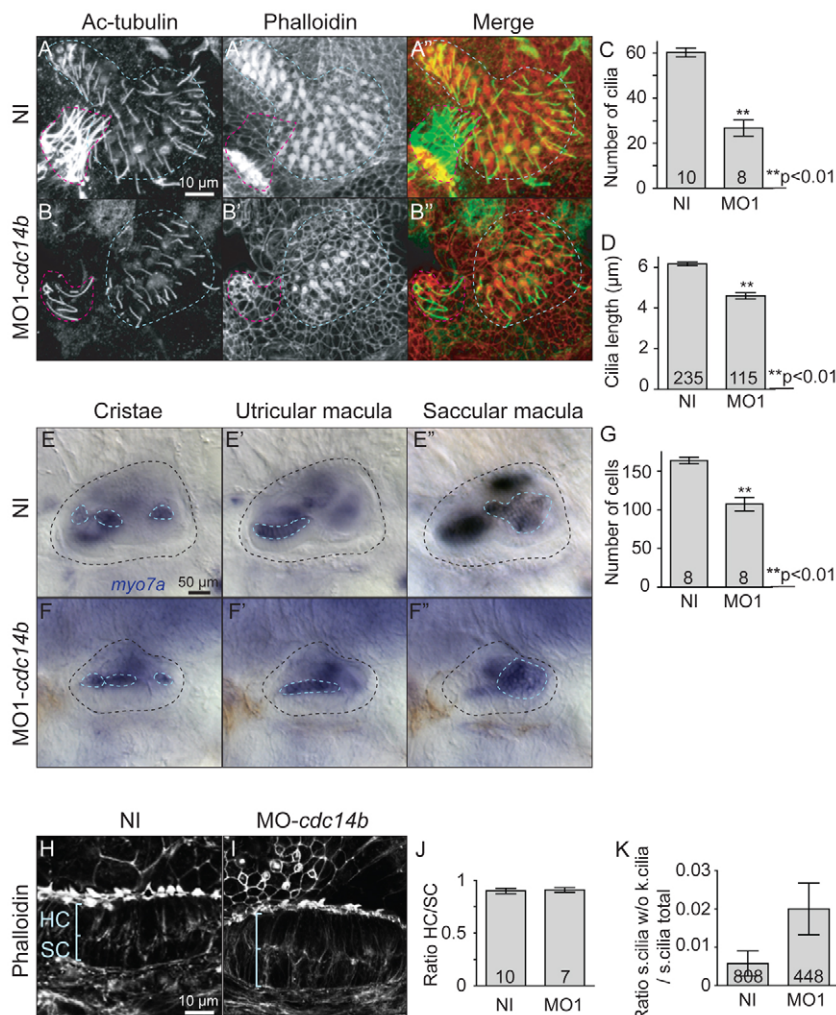 Ac-tubulin
Phalloidin
Merge
NI
A
A'
A"
10 µm
MO1-cdc14b
B
B'
B"
C
Number of cilia
60
40
20
0
**
10
8
**p<0.01
NI
MO1
D
Cilia length (µm)
6
4
2
0
**
235
115
**p<0.01
NI
MO1
Cristae
Utricular macula
Saccular macula
NI
E
E'
E"
myo7a
50 µm
MO1-cdc14b
F
F'
F"
G
Number of cells
150
100
50
0
**
8
8
**p<0.01
NI
MO1
NI
MO-cdc14b
Phalloidin
H
HC
SC
10 µm
I
J
Ratio HC/SC
1
0.5
0
10
7
NI
MO1
K
Ratio s.cilia w/o k.cilia
/ s.cilia total
0.03
0.02
0.01
0
808
448
NI
MO1